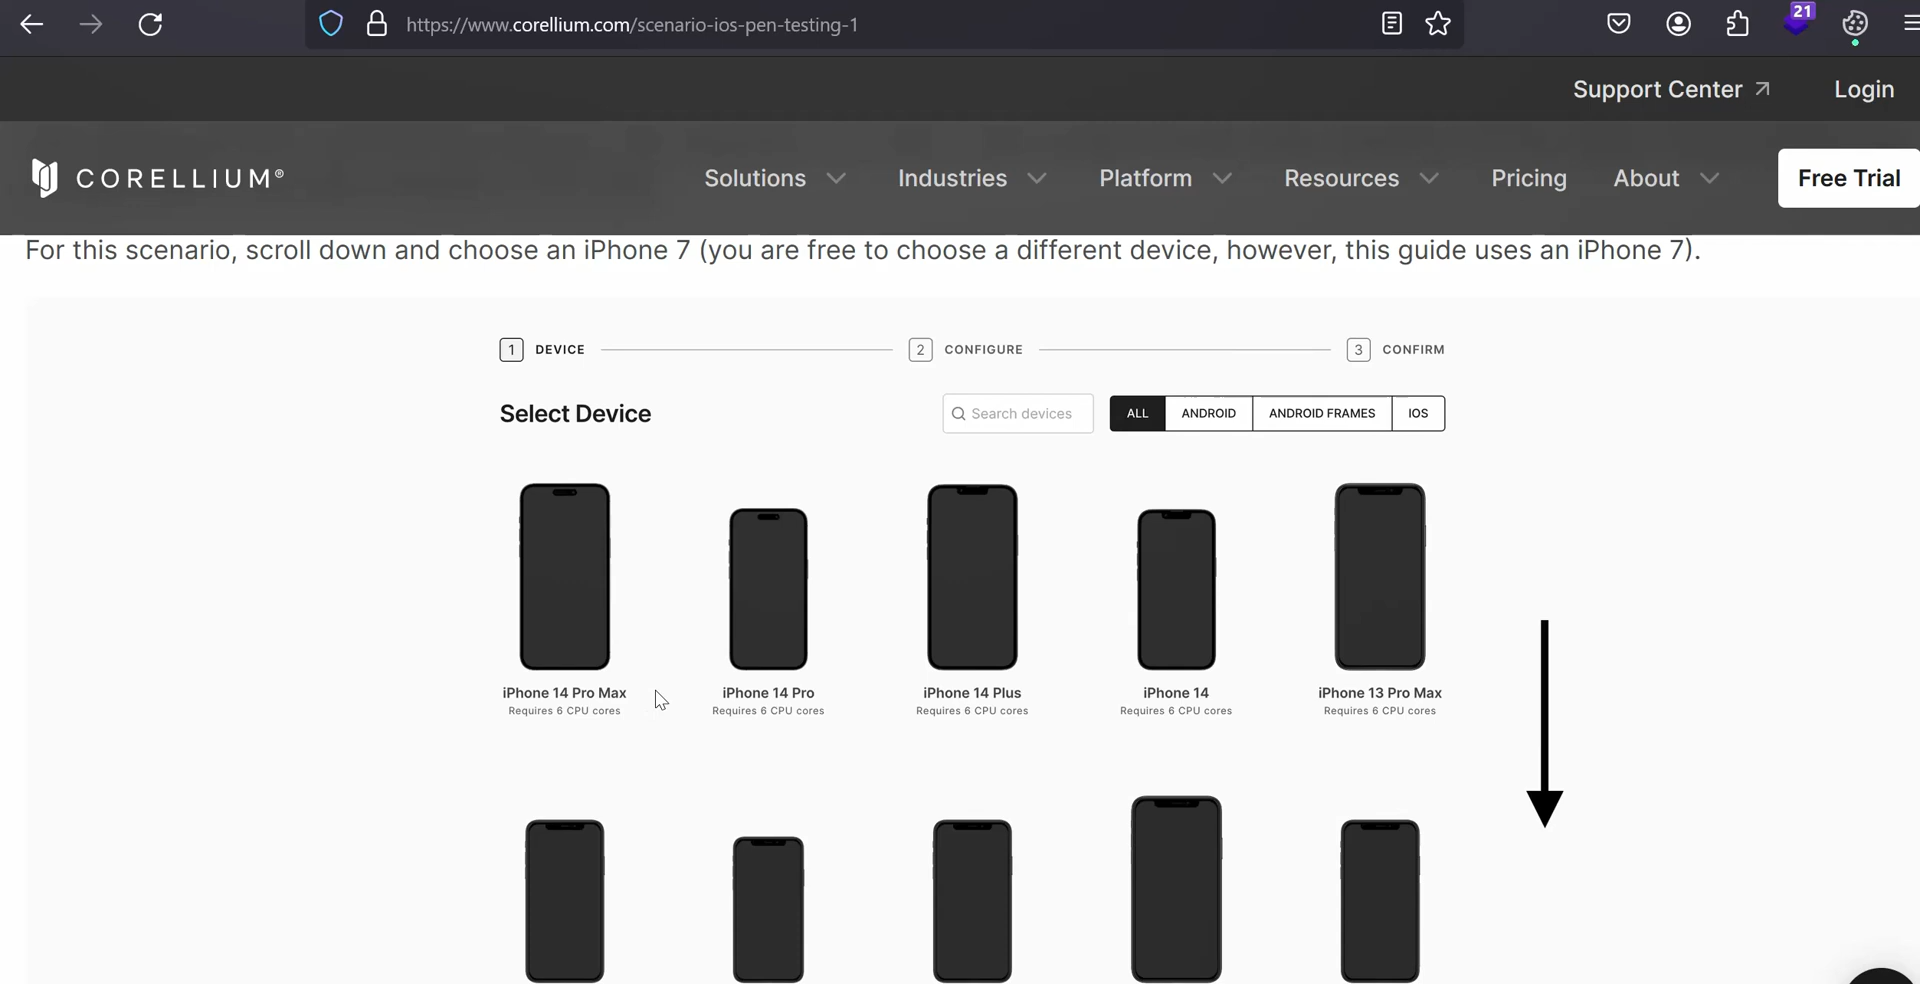 21
https://www.corellium.com/scenario-ios-pen-testing-1
Support Center Login
CORELLIUM® Solutions Industries Platform Resources Pricing About Free Trial
For this scenario, scroll down and choose an iPhone 7 (you are free to choose a different device, however, this guide uses an iPhone 7).
1 DEVICE 2 CONFIGURE 3 CONFIRM
Select Device Search devices ALL ANDROID ANDROID FRAMES IOS
iPhone 14 Pro Max iPhone 14 Pro iPhone 14 Plus iPhone 14 iPhone 13 Pro Max
Requires 6 CPU cores Requires 6 CPU cores Requires 6 CPU cores Requires 6 CPU cores Requires 6 CPU cores